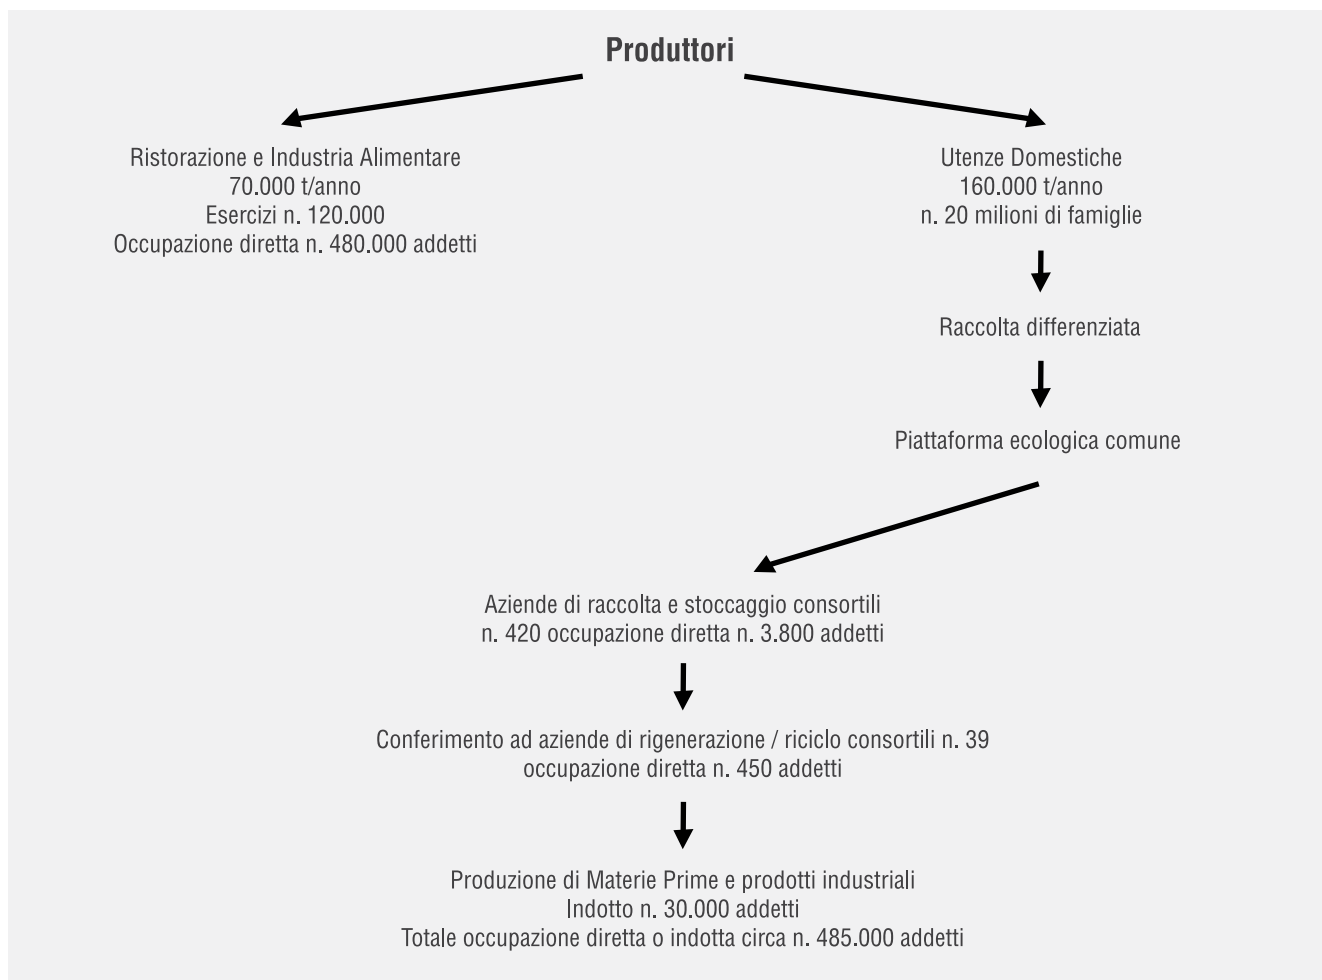 Produttori
Ristorazione e Industria Alimentare
70.000 t/anno
Esercizi n. 120.000
Occupazione diretta n. 480.000 addetti
Utenze Domestiche
160.000 t/anno
n. 20 milioni di famiglie
Raccolta differenziata
Piattaforma ecologica comune
Aziende di raccolta e stoccaggio consortili
n. 420 occupazione diretta n. 3.800 addetti
Conferimento ad aziende di rigenerazione / riciclo consortili n. 39
occupazione diretta n. 450 addetti
Produzione di Materie Prime e prodotti industriali
Indotto n. 30.000 addetti
Totale occupazione diretta o indotta circa n. 485.000 addetti